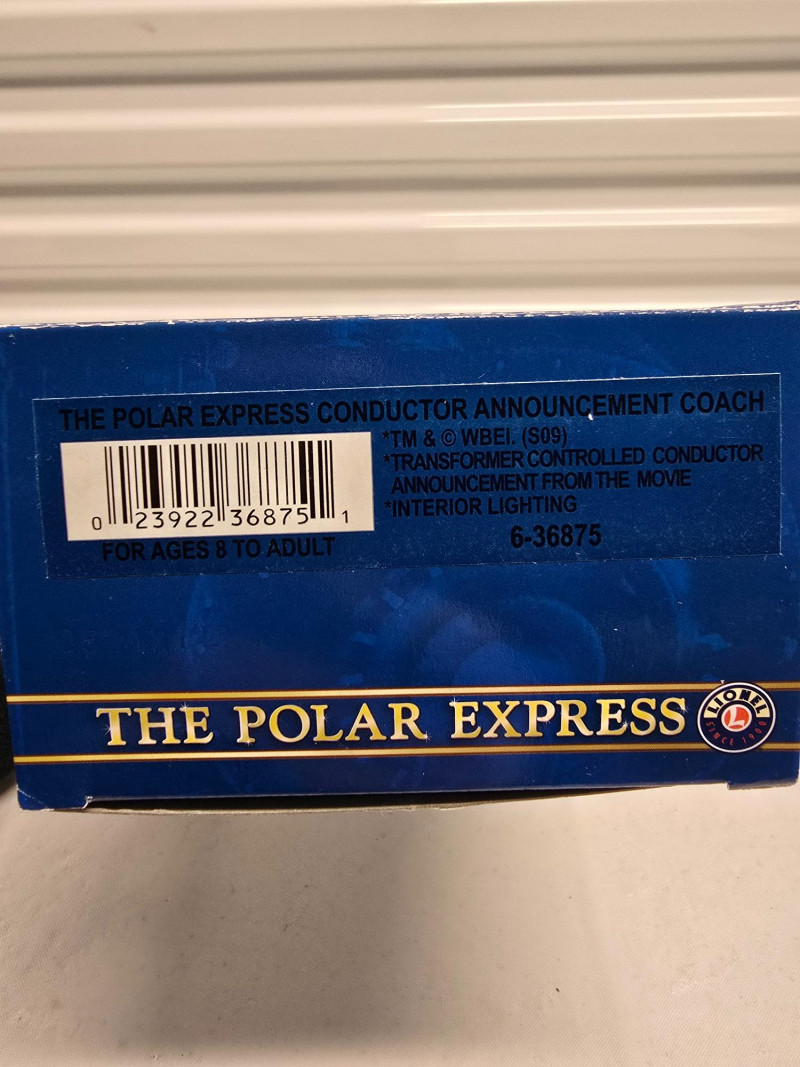 THE POLAR EXPRESS CONDUCTOR ANNOUNCEMENT COACH
*TM & © WBEI. (S09)
*TRANSFORMER CONTROLLED CONDUCTOR
ANNOUNCEMENT FROM THE MOVIE
*INTERIOR LIGHTING
6-36875
0 23922 36875 1
FOR AGES 8 TO ADULT
THE POLAR EXPRESS
LIONEL
L
SINCE 1900